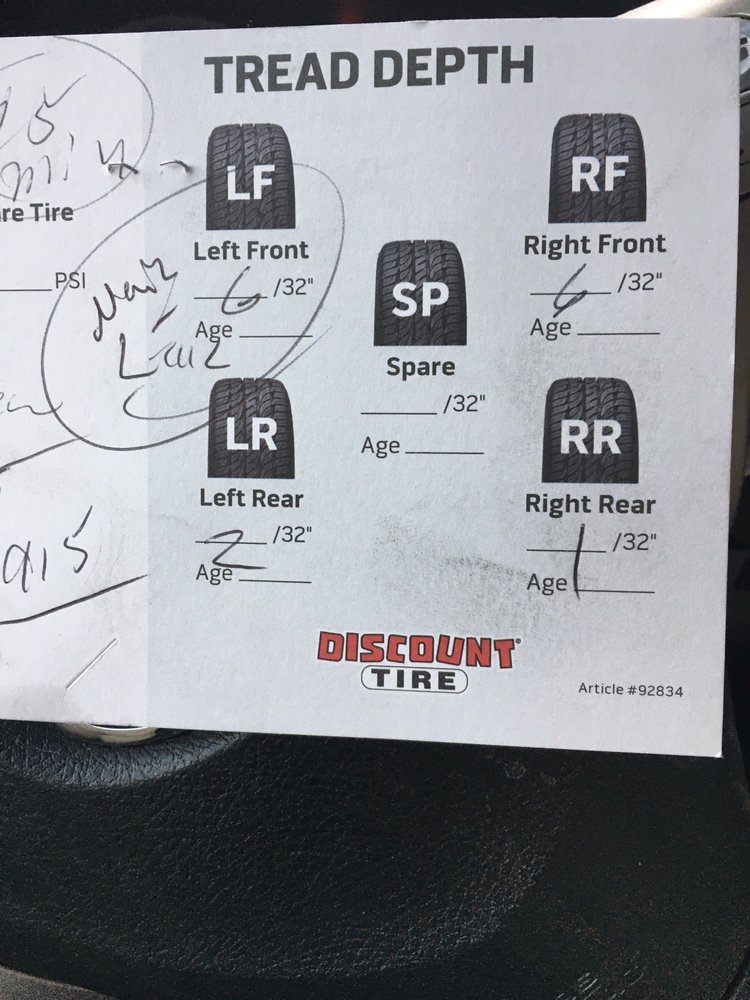 TREAD DEPTH
LF
RF
Left Front
Right Front
6 /32"
6 /32"
Age
Age
SP
Spare
/32"
Age
LR
RR
Left Rear
Right Rear
2 /32"
1 /32"
Age
Age
DISCOUNT
TIRE
Article #92834
re Tire
PSI
915